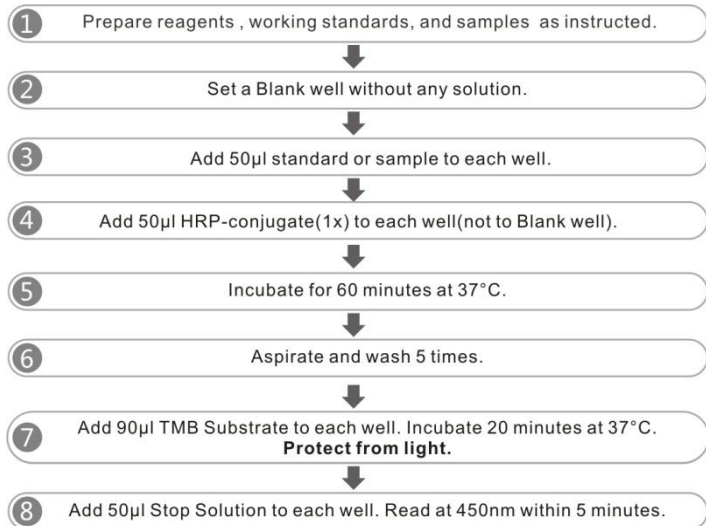 1 Prepare reagents , working standards, and samples as instructed.
2 Set a Blank well without any solution.
3 Add 50µl standard or sample to each well.
4 Add 50µl HRP-conjugate(1x) to each well(not to Blank well).
5 Incubate for 60 minutes at 37°C.
6 Aspirate and wash 5 times.
7 Add 90µl TMB Substrate to each well. Incubate 20 minutes at 37°C.
Protect from light.
8 Add 50µl Stop Solution to each well. Read at 450nm within 5 minutes.